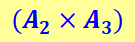 (A₂ × A₃)